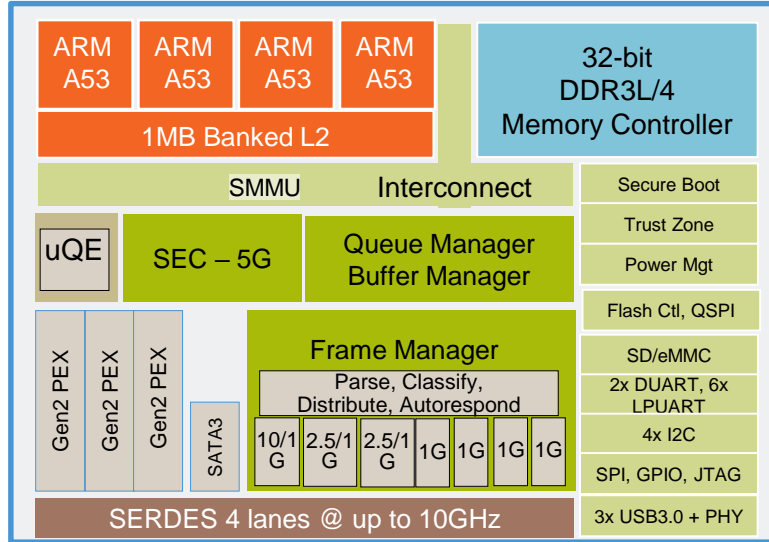 ARM
A53
ARM
A53
ARM
A53
ARM
A53
1MB Banked L2
32-bit
DDR3L/4
Memory Controller
SMMU
Interconnect
Secure Boot
Trust Zone
Power Mgt
Flash Ctl, QSPI
SD/eMMC
2x DUART, 6x
LPUART
4x I2C
SPI, GPIO, JTAG
3x USB3.0 + PHY
uQE
SEC – 5G
Queue Manager
Buffer Manager
Gen2 PEX
Gen2 PEX
Gen2 PEX
SATA3
Frame Manager
Parse, Classify,
Distribute, Autorespond
10/1
G
2.5/1
G
2.5/1
G
1G
1G
1G
1G
SERDES 4 lanes @ up to 10GHz